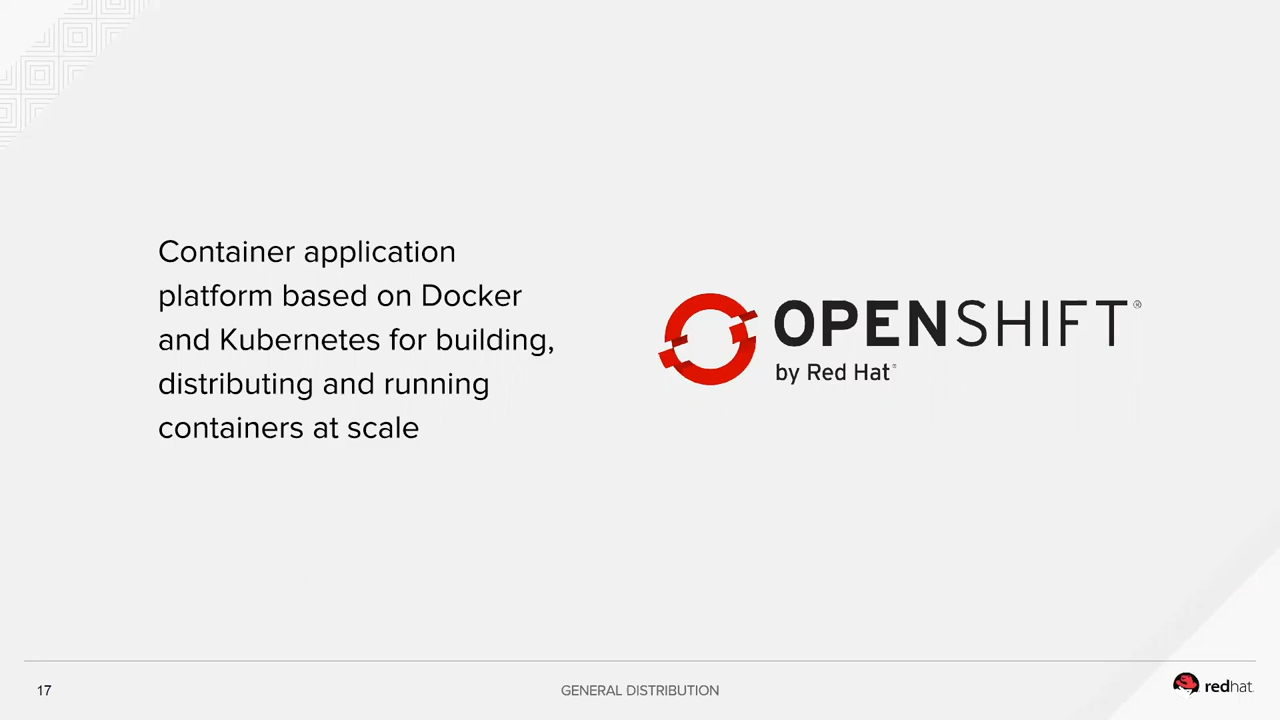 Container application
platform based on Docker
and Kubernetes for building,
distributing and running
containers at scale
OPENSHIFT®
by Red Hat®
17
GENERAL DISTRIBUTION
redhat.